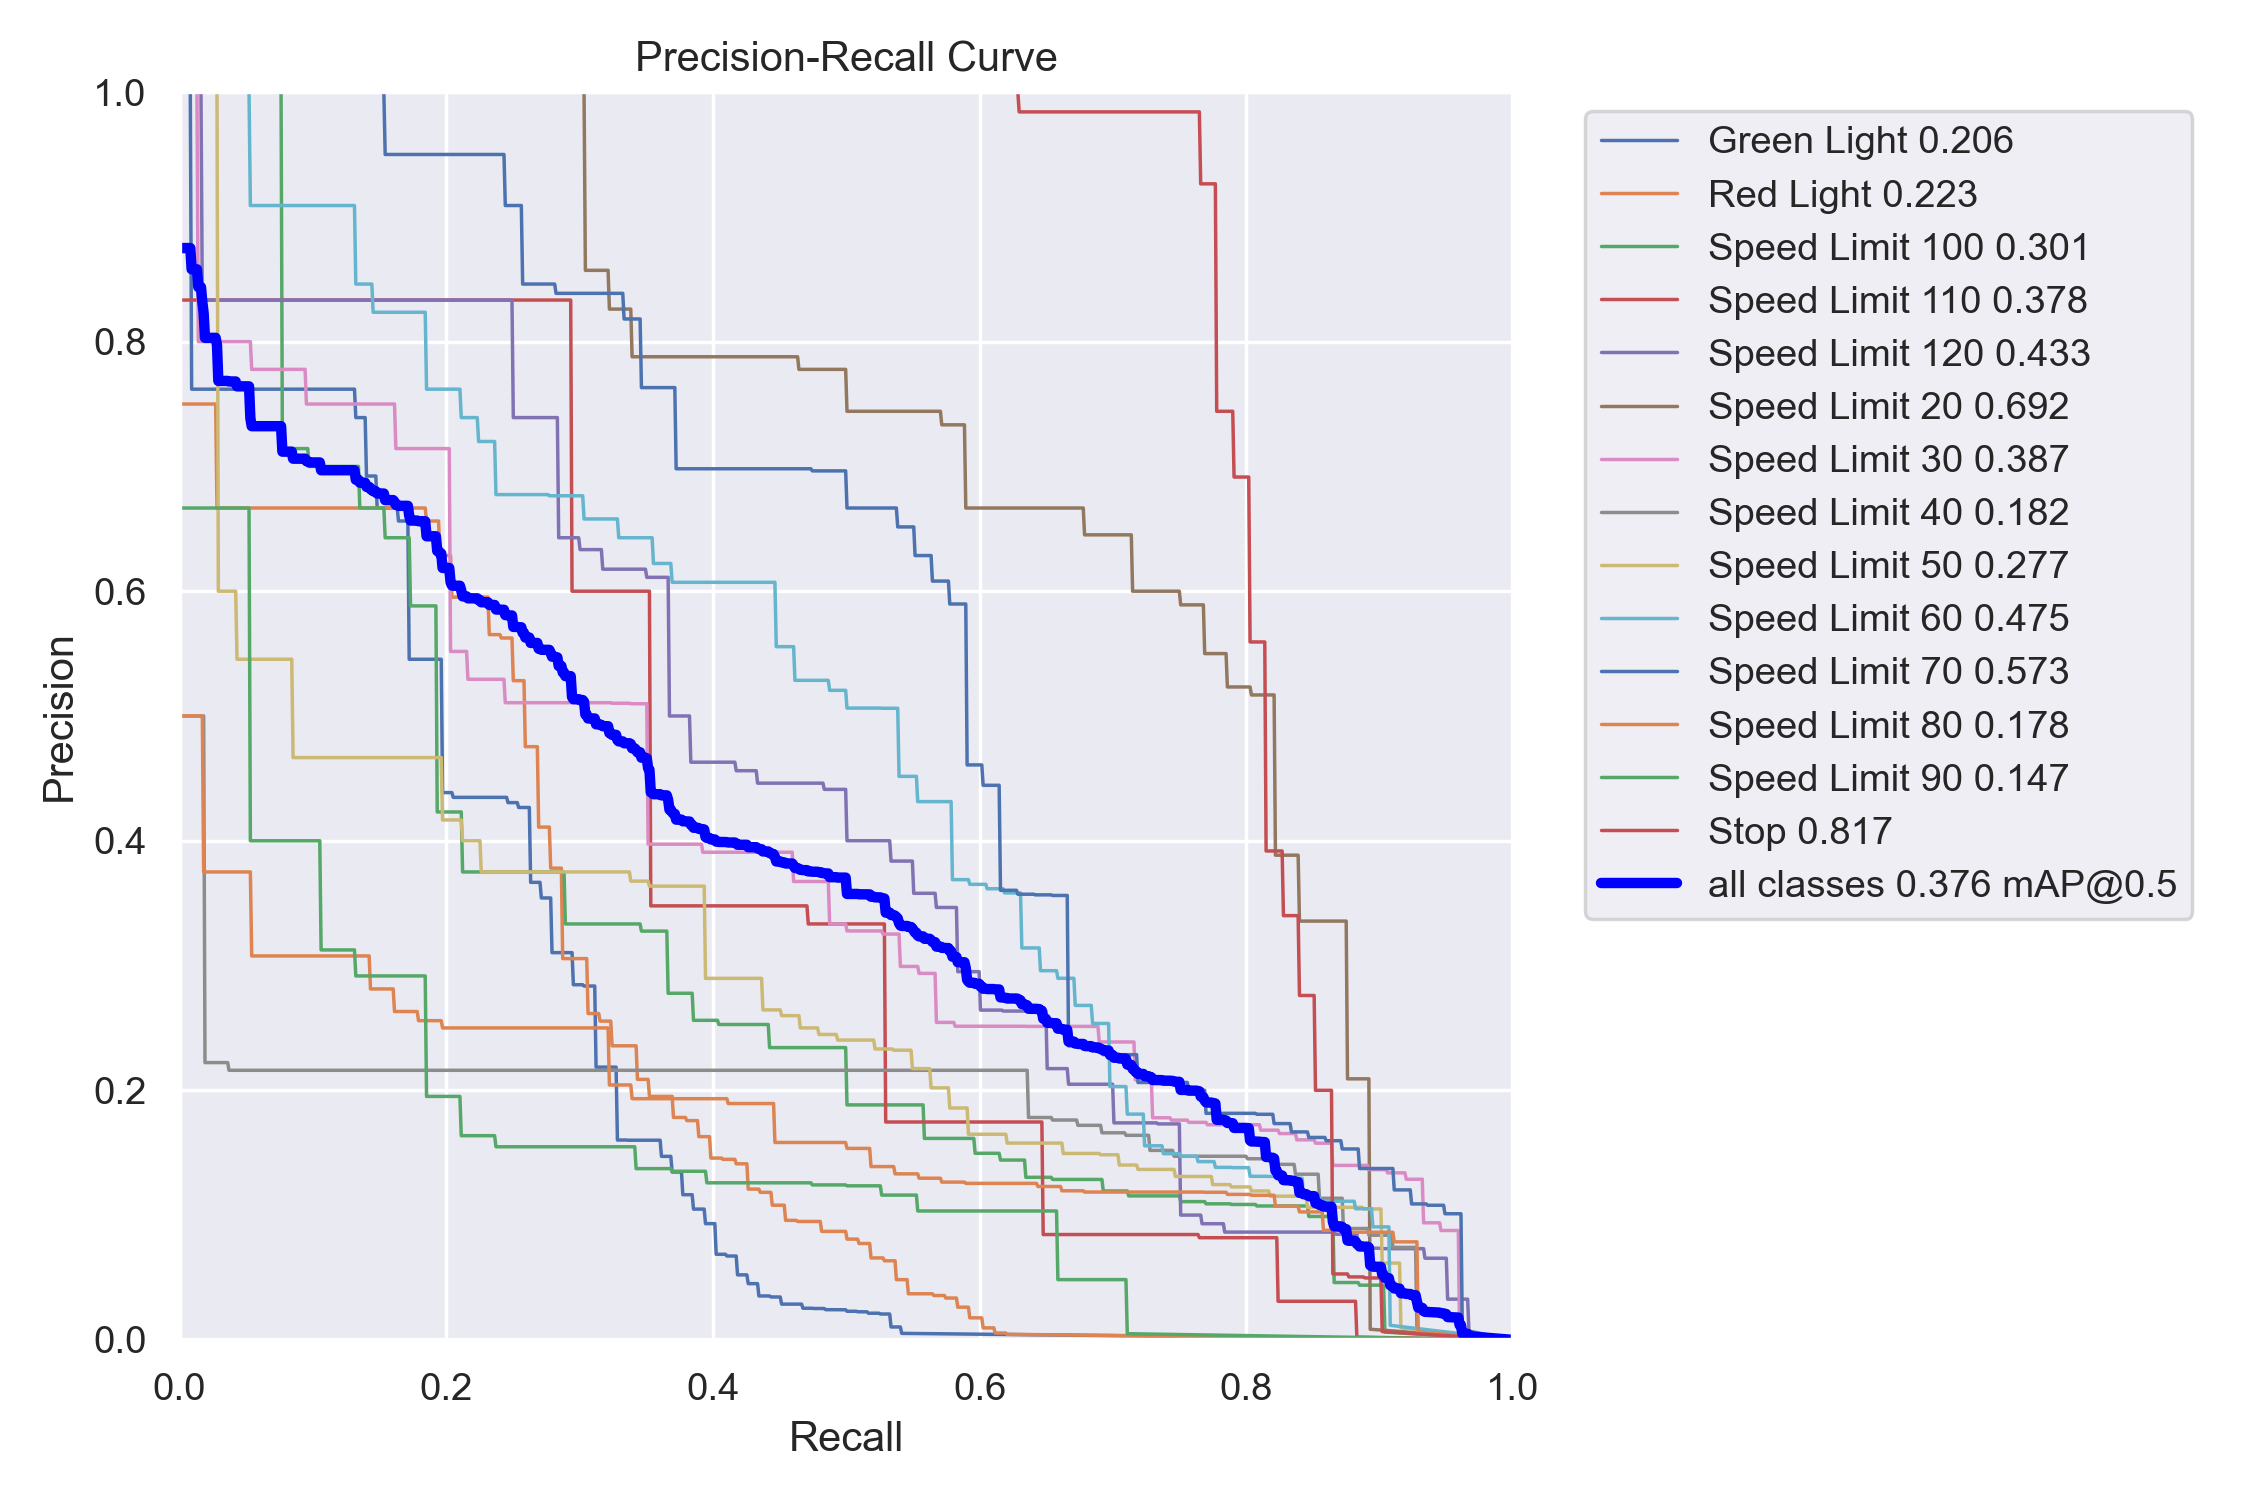 Precision-Recall Curve
1.0
0.8
0.6
0.4
0.2
0.0
Precision
0.0 0.2 0.4 0.6 0.8 1.0
Recall
Green Light 0.206
Red Light 0.223
Speed Limit 100 0.301
Speed Limit 110 0.378
Speed Limit 120 0.433
Speed Limit 20 0.692
Speed Limit 30 0.387
Speed Limit 40 0.182
Speed Limit 50 0.277
Speed Limit 60 0.475
Speed Limit 70 0.573
Speed Limit 80 0.178
Speed Limit 90 0.147
Stop 0.817
all classes 0.376 mAP@0.5